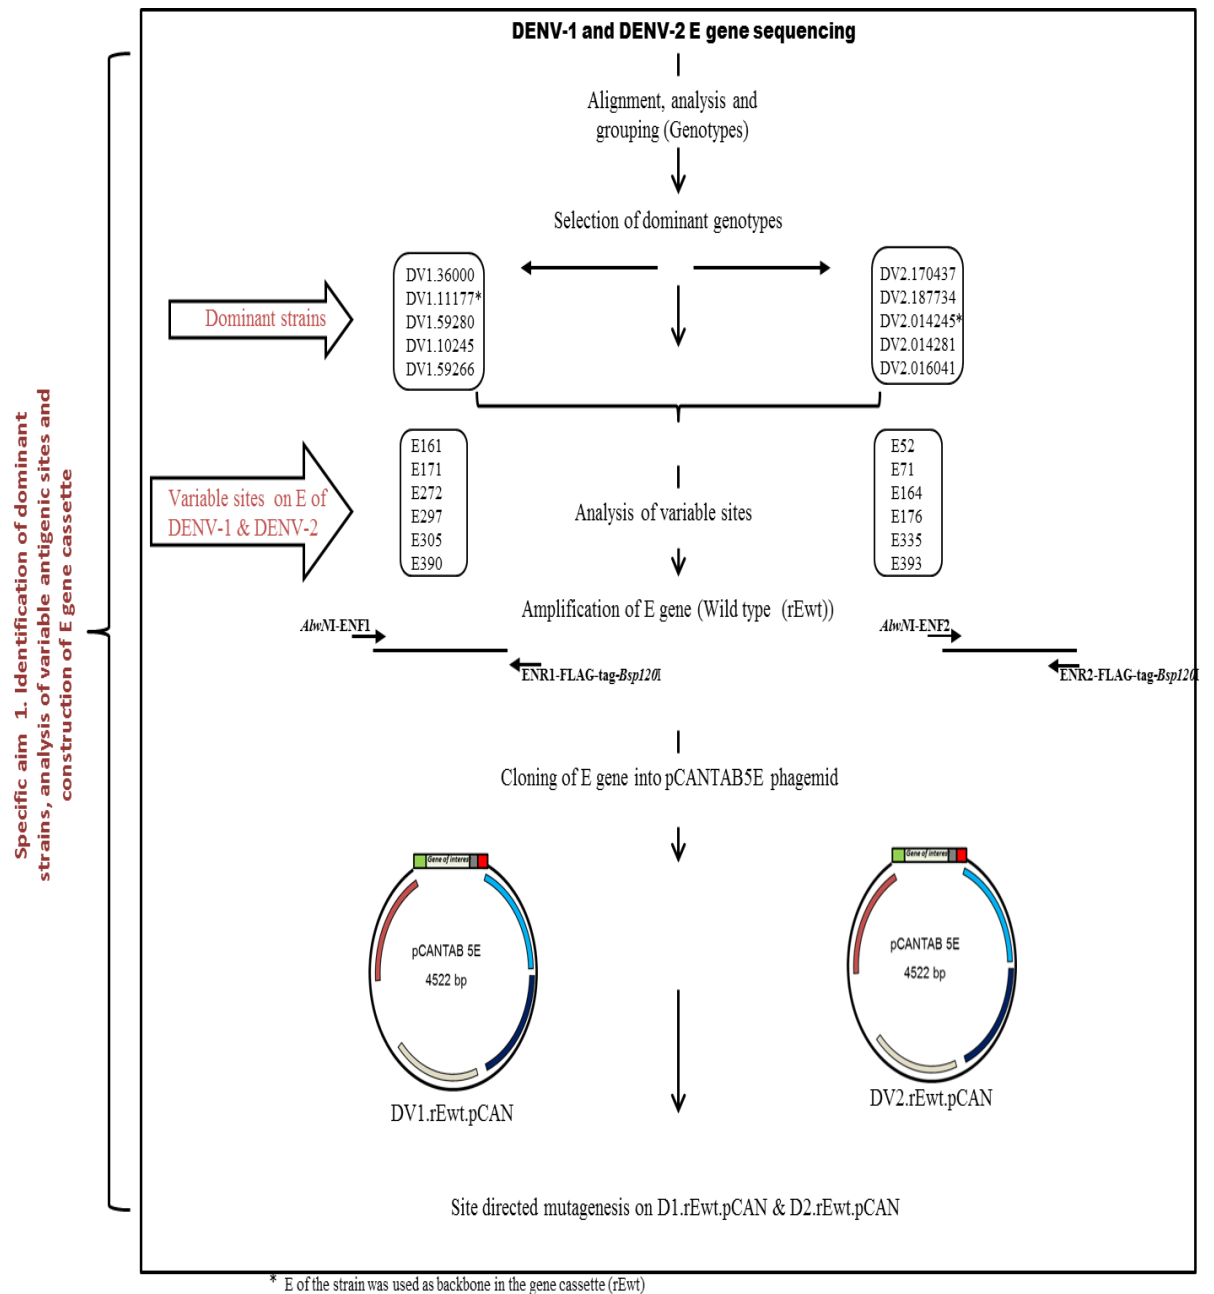 DENV-1 and DENV-2 E gene sequencing
Alignment, analysis and
grouping (Genotypes)
Selection of dominant genotypes
Dominant strains
DV1.36000
DV1.11177*
DV1.59280
DV1.10245
DV1.59266
DV2.170437
DV2.187734
DV2.014245*
DV2.014281
DV2.016041
Variable sites on E of
DENV-1 & DENV-2
E161
E171
E272
E297
E305
E390
Analysis of variable sites
E52
E71
E164
E176
E335
E393
Amplification of E gene (Wild type (rEwt))
AlwNI-ENF1
ENR1-FLAG-tag-Bsp120I
AlwNI-ENF2
ENR2-FLAG-tag-Bsp120I
Cloning of E gene into pCANTAB5E phagemid
Gene of interes
pCANTAB 5E
4522 bp
DV1.rEwt.pCAN
Gene of interes
pCANTAB 5E
4522 bp
DV2.rEwt.pCAN
Site directed mutagenesis on D1.rEwt.pCAN & D2.rEwt.pCAN
* E of the strain was used as backbone in the gene cassette (rEwt)
Specific aim 1. Identification of dominant
strains, analysis of variable antigenic sites and
construction of E gene cassette